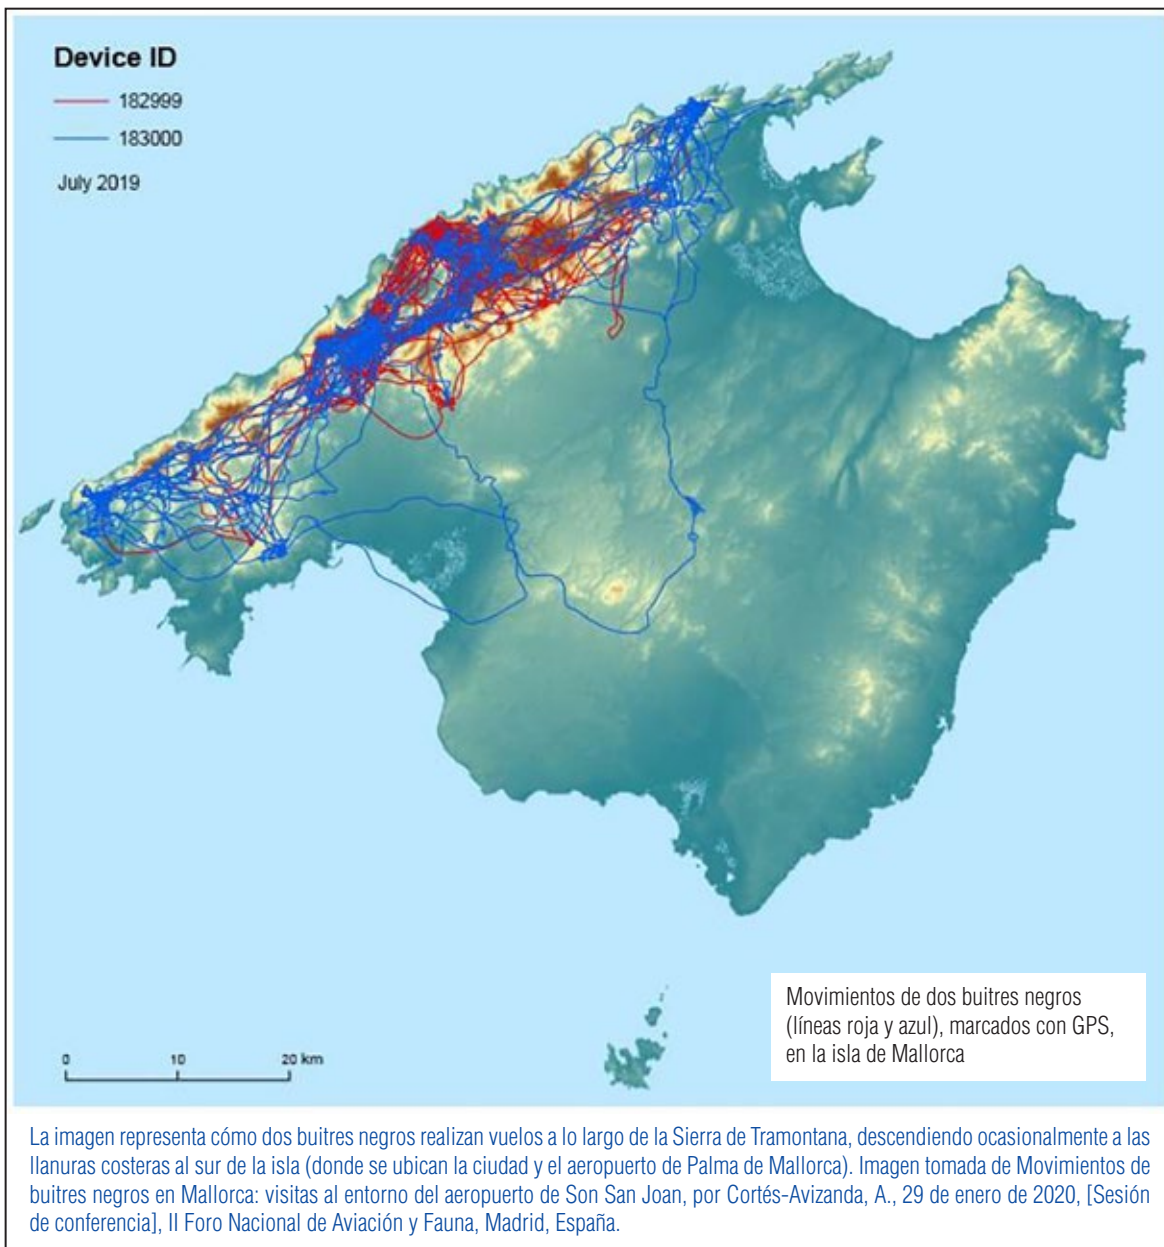 Device ID
182999
183000
July 2019
0 10 20 km
Movimientos de dos buitres negros
(líneas roja y azul), marcados con GPS,
en la isla de Mallorca
La imagen representa cómo dos buitres negros realizan vuelos a lo largo de la Sierra de Tramontana, descendiendo ocasionalmente a las
llanuras costeras al sur de la isla (donde se ubican la ciudad y el aeropuerto de Palma de Mallorca). Imagen tomada de Movimientos de
buitres negros en Mallorca: visitas al entorno del aeropuerto de Son San Joan, por Cortés-Avizanda, A., 29 de enero de 2020, [Sesión
de conferencia], II Foro Nacional de Aviación y Fauna, Madrid, España.